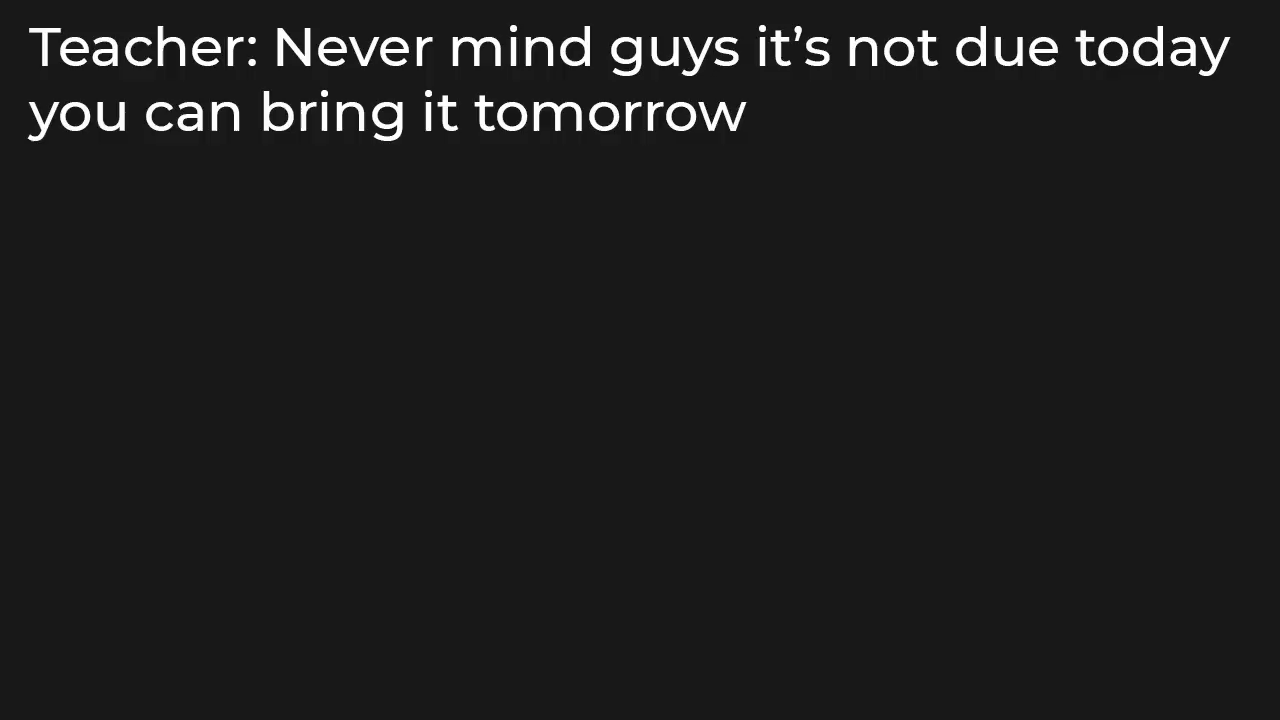 Teacher: Never mind guys it’s not due today
you can bring it tomorrow